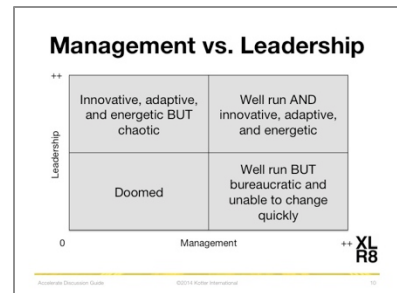 Management vs. Leadership
++
Innovative, adaptive,
and energetic BUT
chaotic
Well run AND
innovative, adaptive,
and energetic
Leadership
Doomed
Well run BUT
bureaucratic and
unable to change
quickly
0
Management
++
XL
R8
Accelerate Discussion Guide
©2014 Kotter International
10